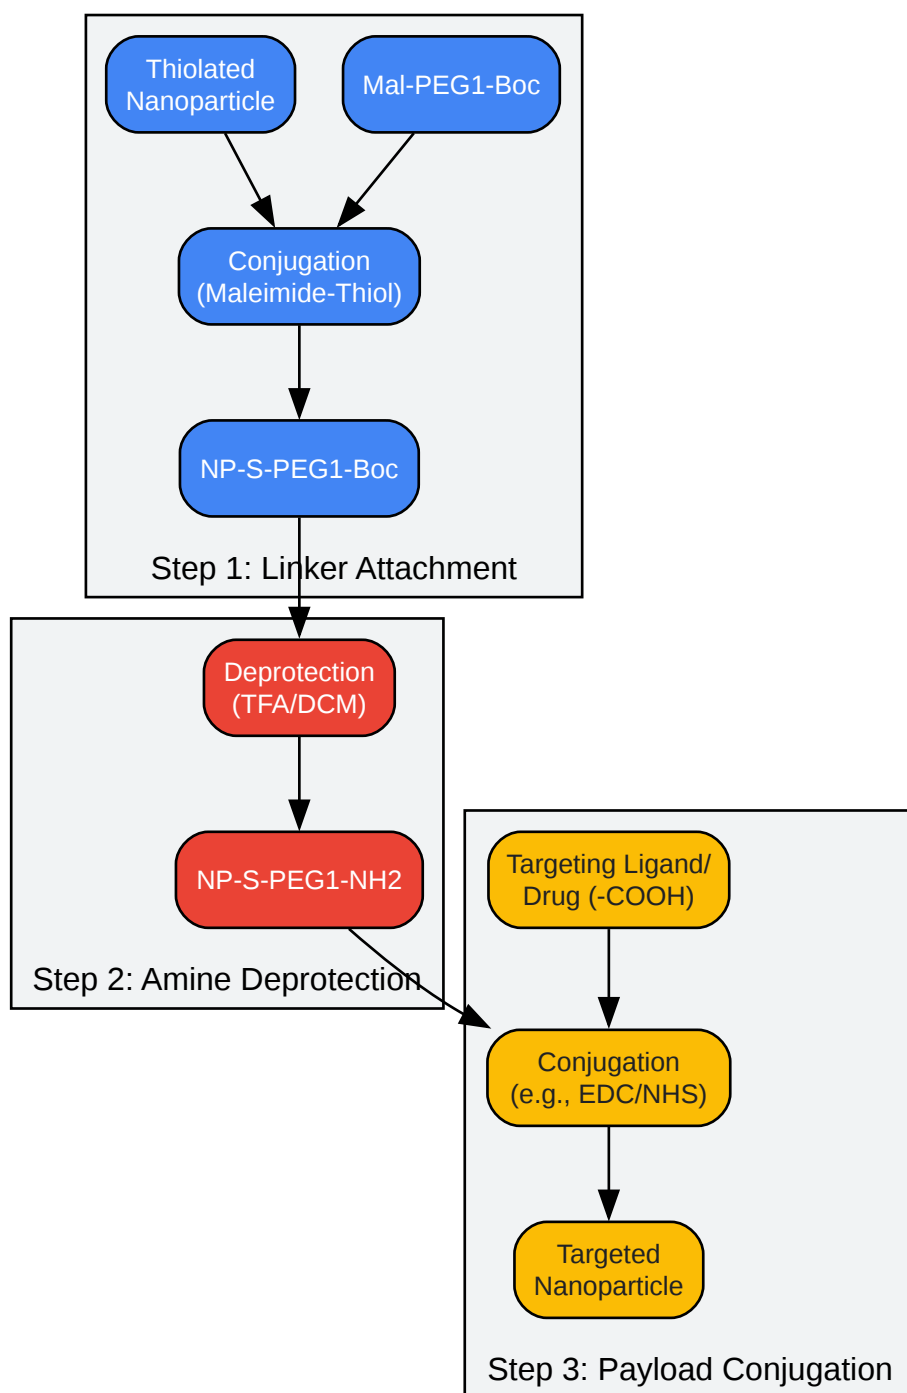 Thiolated
Nanoparticle
Mal-PEG1-Boc
Conjugation
(Maleimide-Thiol)
NP-S-PEG1-Boc
Step 1: Linker Attachment
Deprotection
(TFA/DCM)
NP-S-PEG1-NH2
Step 2: Amine Deprotection
Targeting Ligand/
Drug (-COOH)
Conjugation
(e.g., EDC/NHS)
Targeted
Nanoparticle
Step 3: Payload Conjugation